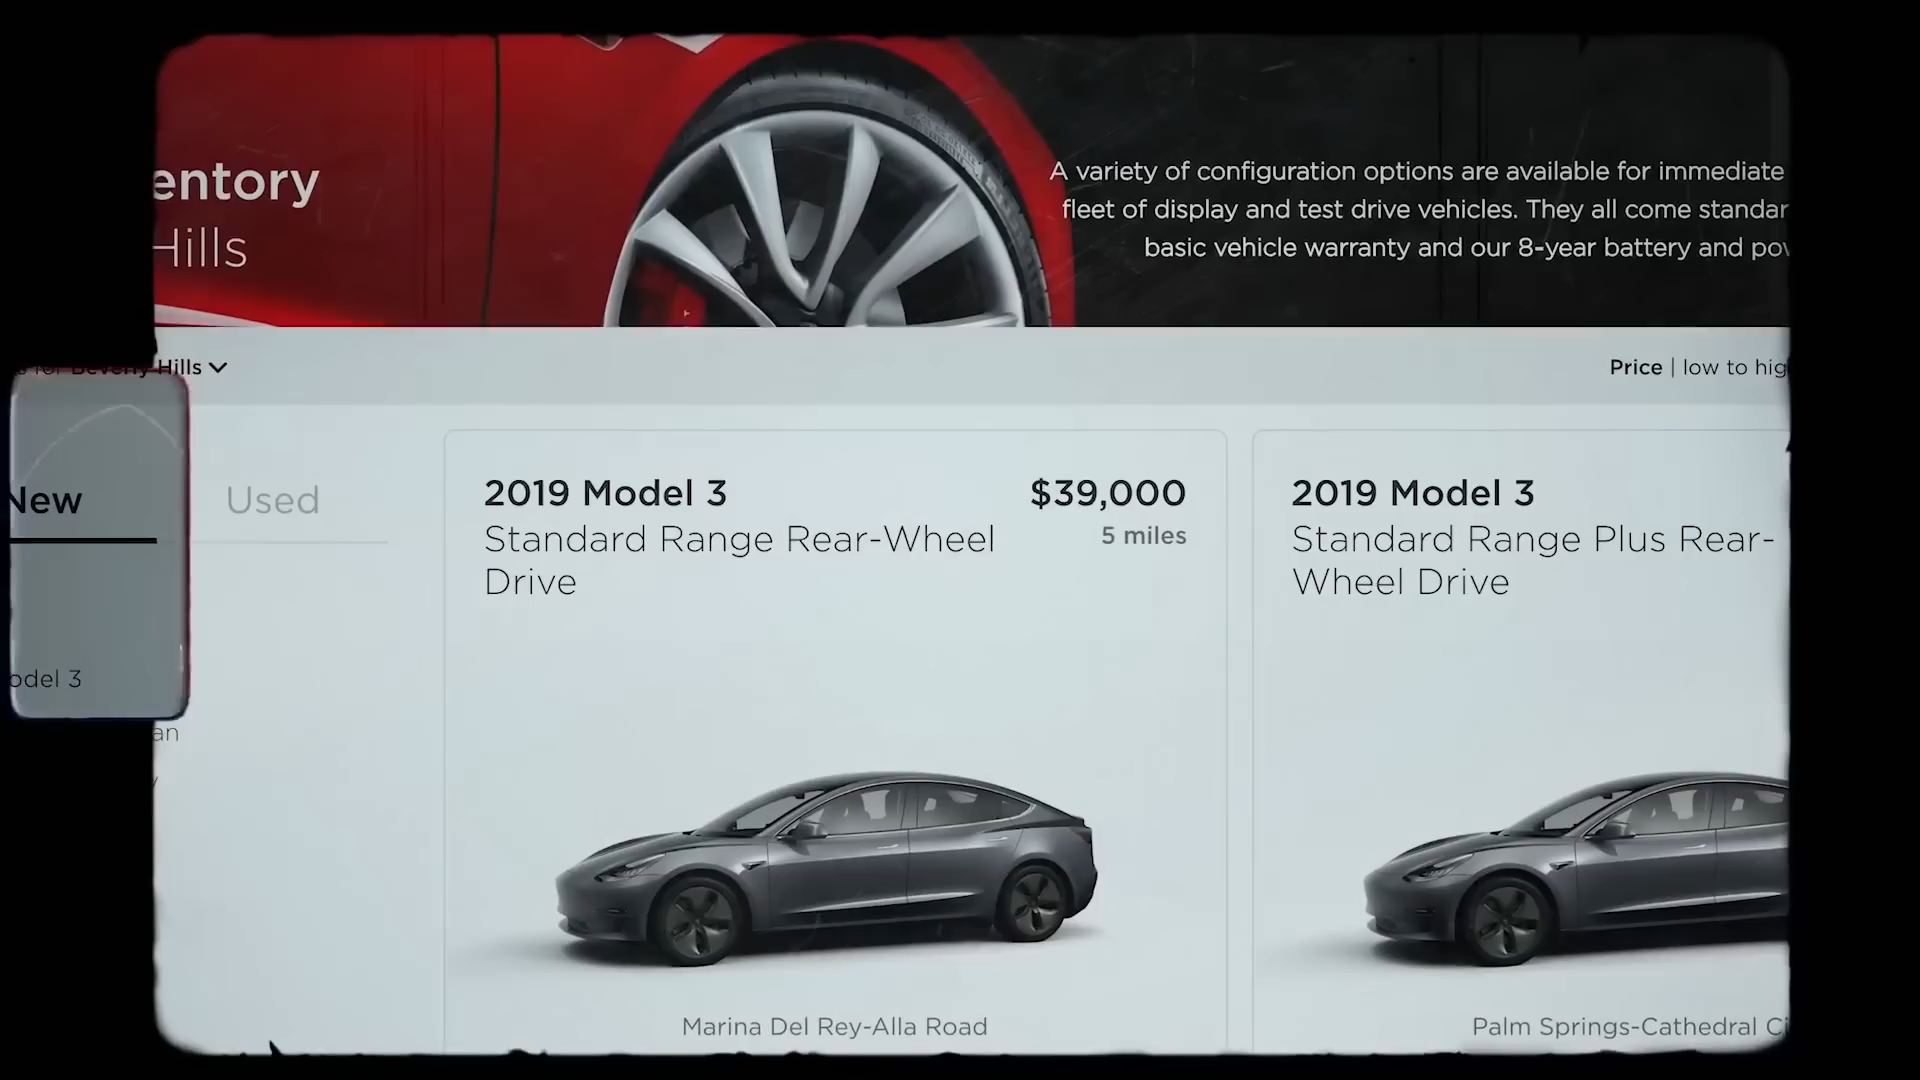 entory
Hills
A variety of configuration options are available for immediate
fleet of display and test drive vehicles. They all come standar
basic vehicle warranty and our 8-year battery and pow
for Beverly Hills
Price | low to hig
New
Used
odel 3
an
2019 Model 3
$39,000
5 miles
Standard Range Rear-Wheel
Drive
Marina Del Rey-Alla Road
2019 Model 3
Standard Range Plus Rear-
Wheel Drive
Palm Springs-Cathedral Ci